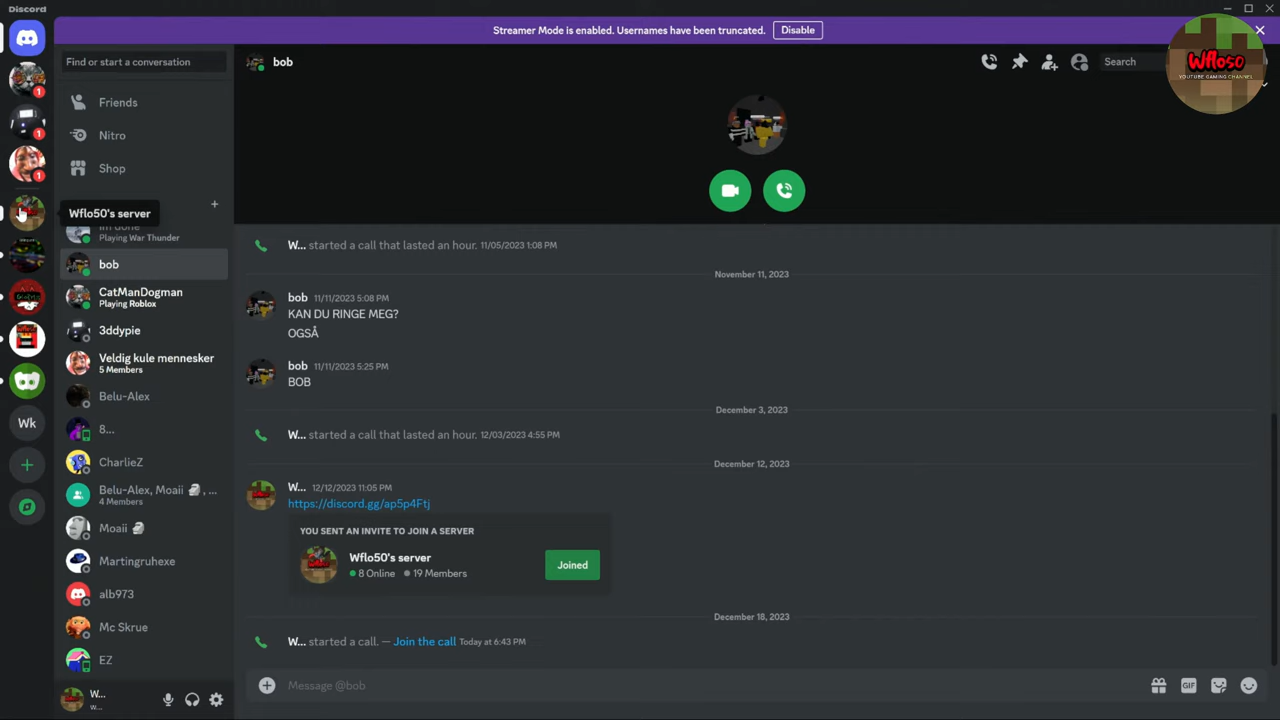 Discord
Streamer Mode is enabled. Usernames have been truncated.
Disable
Find or start a conversation
bob
Search
Wflo50
YOUTUBE GAMING CHANNEL
Friends
Nitro
Shop
Wflo50's server
Playing War Thunder
bob
CatManDogman
Playing Roblox
3ddypie
Veldig kule mennesker
5 Members
Belu-Alex
8...
CharlieZ
Belu-Alex, Moaii 🗿, ...
4 Members
Moaii 🗿
Martingruhexe
alb973
Mc Skrue
EZ
W...
W...
1
1
1
Wk
W... started a call that lasted an hour. 11/05/2023 1:08 PM
November 11, 2023
bob 11/11/2023 5:08 PM
KAN DU RINGE MEG?
OGSÅ
bob 11/11/2023 5:25 PM
BOB
December 3, 2023
W... started a call that lasted an hour. 12/03/2023 4:55 PM
December 12, 2023
W... 12/12/2023 11:05 PM
https://discord.gg/ap5p4Ftj
YOU SENT AN INVITE TO JOIN A SERVER
Wflo50's server
8 Online 19 Members
Joined
December 18, 2023
W... started a call. — Join the call Today at 6:43 PM
Message @bob
GIF